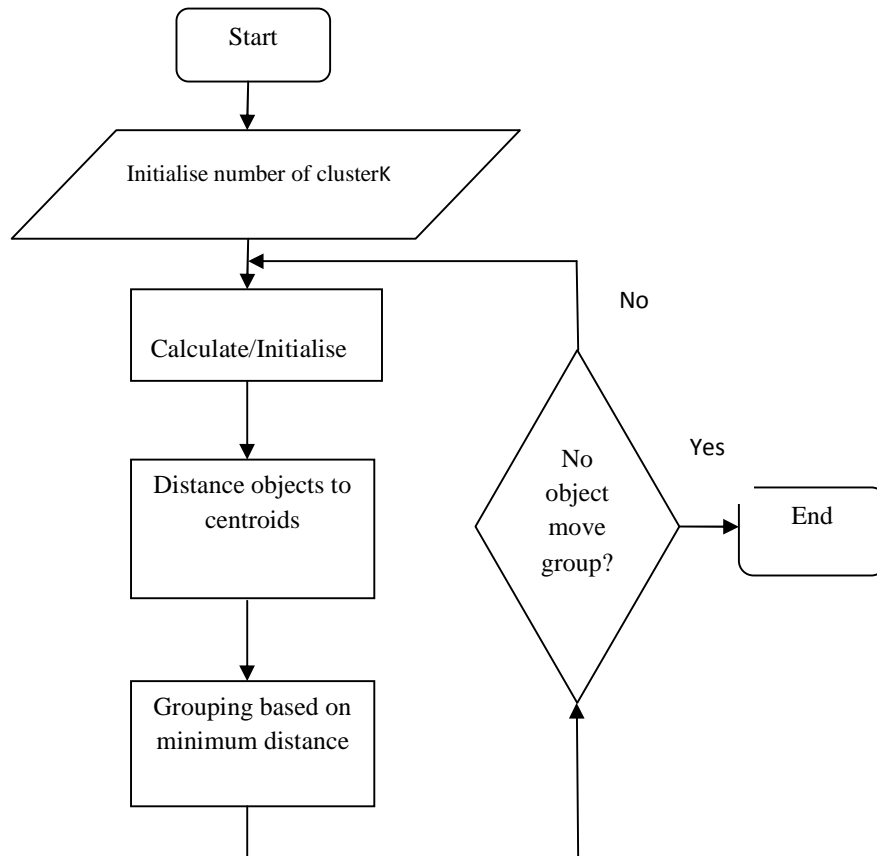 Start
Initialise number of clusterK
Calculate/Initialise
Distance objects to
centroids
Grouping based on
minimum distance
No
object
move
group?
No
Yes
End